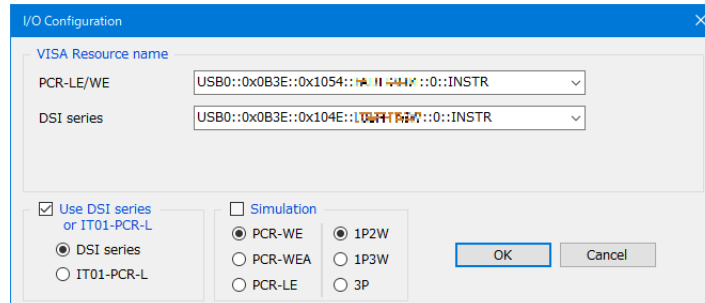 I/O Configuration
VISA Resource name
PCR-LE/WE
USB0::0x0B3E::0x1054:: ::0::INSTR
DSI series
USB0::0x0B3E::0x104E:: ::0::INSTR
Use DSI series
or IT01-PCR-L
DSI series
IT01-PCR-L
Simulation
PCR-WE
1P2W
PCR-WEA
1P3W
PCR-LE
3P
OK
Cancel